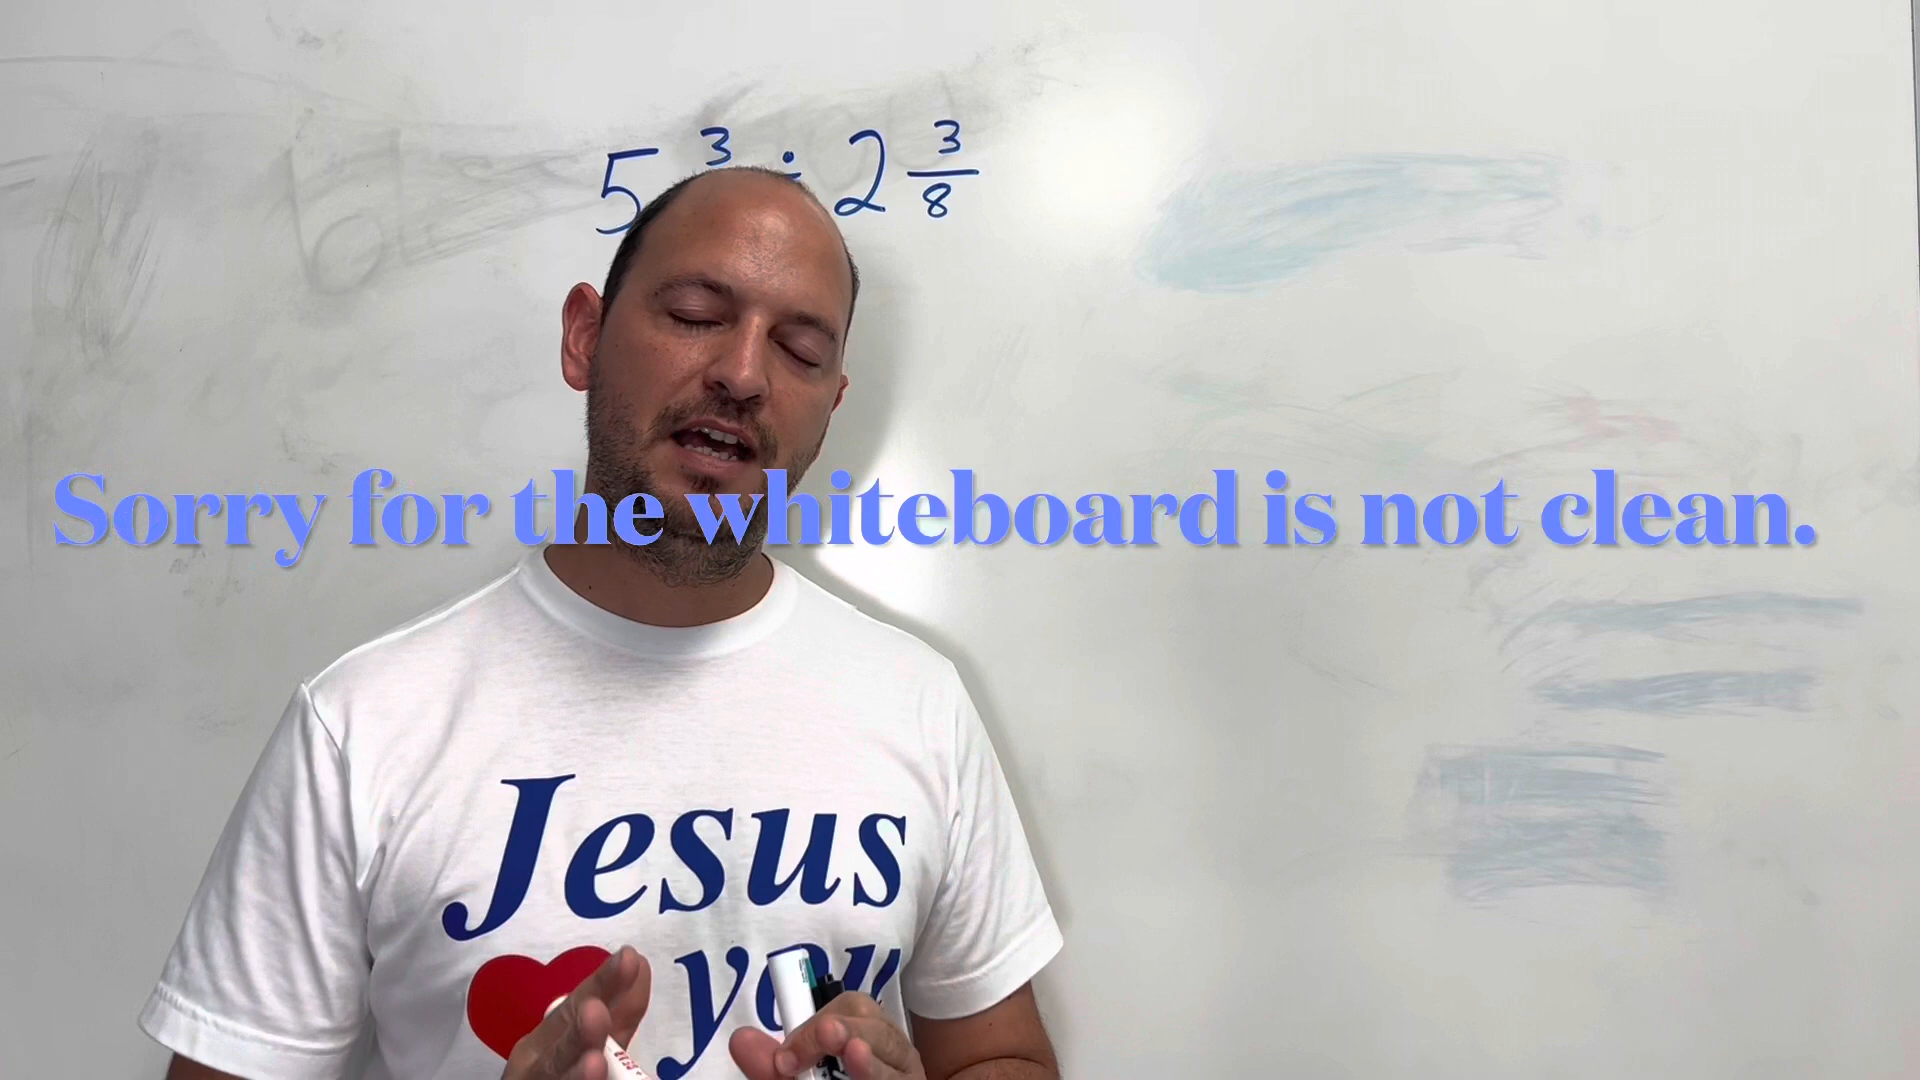 5 3 ÷ 2 3/8
Sorry for the whiteboard is not clean.
Jesus
you